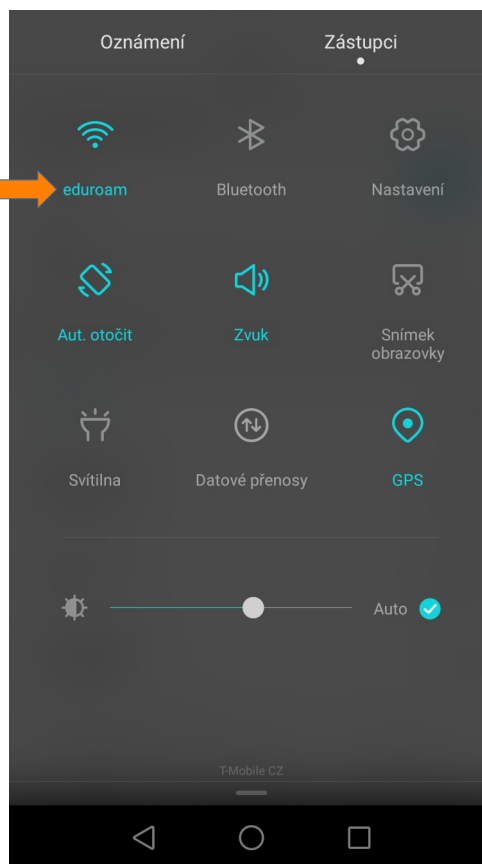 Oznámení Zástupci
eduroam Bluetooth Nastavení
Aut. otočit Zvuk Snímek
obrazovky
Svítilna Datové přenosy GPS
Auto
T-Mobile CZ